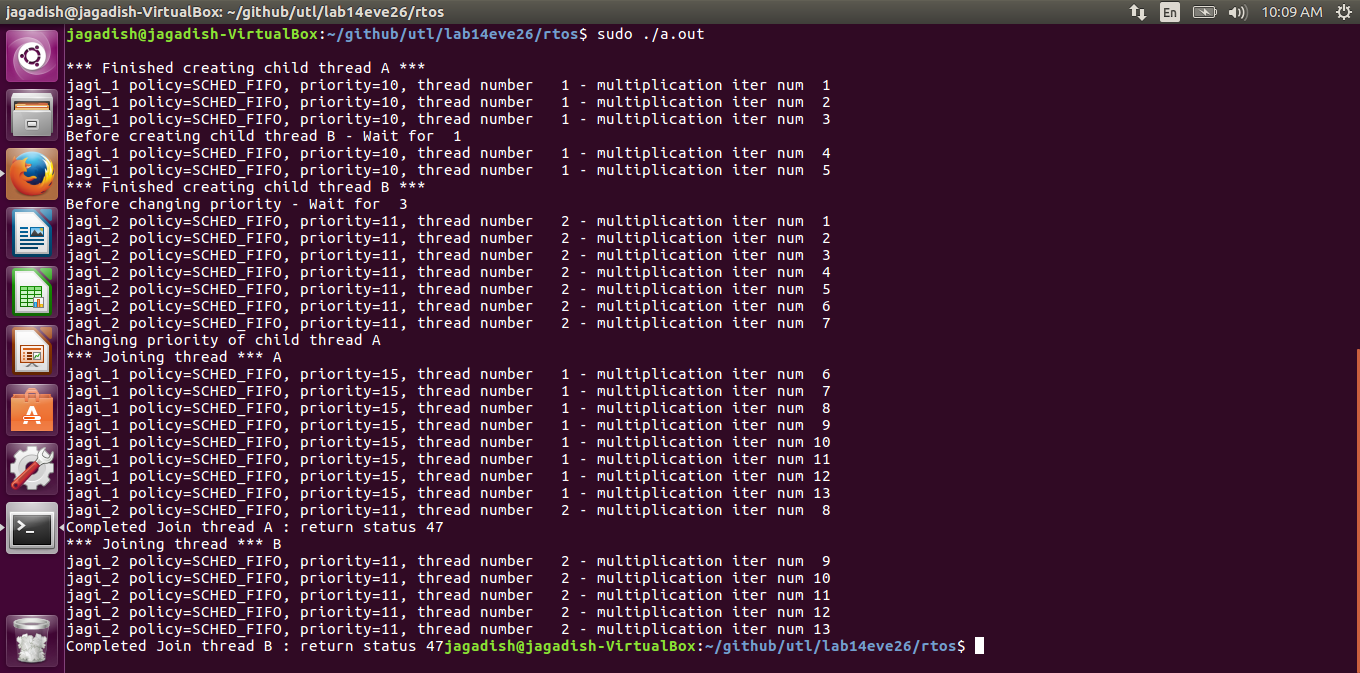 jagadish@jagadish-VirtualBox: ~/github/utl/lab14eve26/rtos
En
10:09 AM
jagadish@jagadish-VirtualBox:~/github/utl/lab14eve26/rtos$ sudo ./a.out
*** Finished creating child thread A ***
jagi_1 policy=SCHED_FIFO, priority=10, thread number   1 - multiplication iter num  1
jagi_1 policy=SCHED_FIFO, priority=10, thread number   1 - multiplication iter num  2
jagi_1 policy=SCHED_FIFO, priority=10, thread number   1 - multiplication iter num  3
Before creating child thread B - Wait for  1
jagi_1 policy=SCHED_FIFO, priority=10, thread number   1 - multiplication iter num  4
jagi_1 policy=SCHED_FIFO, priority=10, thread number   1 - multiplication iter num  5
*** Finished creating child thread B ***
Before changing priority - Wait for  3
jagi_2 policy=SCHED_FIFO, priority=11, thread number   2 - multiplication iter num  1
jagi_2 policy=SCHED_FIFO, priority=11, thread number   2 - multiplication iter num  2
jagi_2 policy=SCHED_FIFO, priority=11, thread number   2 - multiplication iter num  3
jagi_2 policy=SCHED_FIFO, priority=11, thread number   2 - multiplication iter num  4
jagi_2 policy=SCHED_FIFO, priority=11, thread number   2 - multiplication iter num  5
jagi_2 policy=SCHED_FIFO, priority=11, thread number   2 - multiplication iter num  6
jagi_2 policy=SCHED_FIFO, priority=11, thread number   2 - multiplication iter num  7
Changing priority of child thread A
*** Joining thread *** A
jagi_1 policy=SCHED_FIFO, priority=15, thread number   1 - multiplication iter num  6
jagi_1 policy=SCHED_FIFO, priority=15, thread number   1 - multiplication iter num  7
jagi_1 policy=SCHED_FIFO, priority=15, thread number   1 - multiplication iter num  8
jagi_1 policy=SCHED_FIFO, priority=15, thread number   1 - multiplication iter num  9
jagi_1 policy=SCHED_FIFO, priority=15, thread number   1 - multiplication iter num 10
jagi_1 policy=SCHED_FIFO, priority=15, thread number   1 - multiplication iter num 11
jagi_1 policy=SCHED_FIFO, priority=15, thread number   1 - multiplication iter num 12
jagi_1 policy=SCHED_FIFO, priority=15, thread number   1 - multiplication iter num 13
jagi_2 policy=SCHED_FIFO, priority=11, thread number   2 - multiplication iter num  8
Completed Join thread A : return status 47
*** Joining thread *** B
jagi_2 policy=SCHED_FIFO, priority=11, thread number   2 - multiplication iter num  9
jagi_2 policy=SCHED_FIFO, priority=11, thread number   2 - multiplication iter num 10
jagi_2 policy=SCHED_FIFO, priority=11, thread number   2 - multiplication iter num 11
jagi_2 policy=SCHED_FIFO, priority=11, thread number   2 - multiplication iter num 12
jagi_2 policy=SCHED_FIFO, priority=11, thread number   2 - multiplication iter num 13
Completed Join thread B : return status 47jagadish@jagadish-VirtualBox:~/github/utl/lab14eve26/rtos$